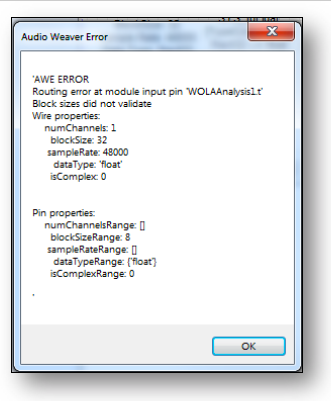 Audio Weaver Error
'AWE ERROR
Routing error at module input pin 'WOLAAnalysis1.t'
Block sizes did not validate
Wire properties:
numChannels: 1
blockSize: 32
sampleRate: 48000
dataType: 'float'
isComplex: 0
Pin properties:
numChannelsRange: []
blockSizeRange: 8
sampleRateRange: []
dataTypeRange: {'float'}
isComplexRange: 0
.
OK